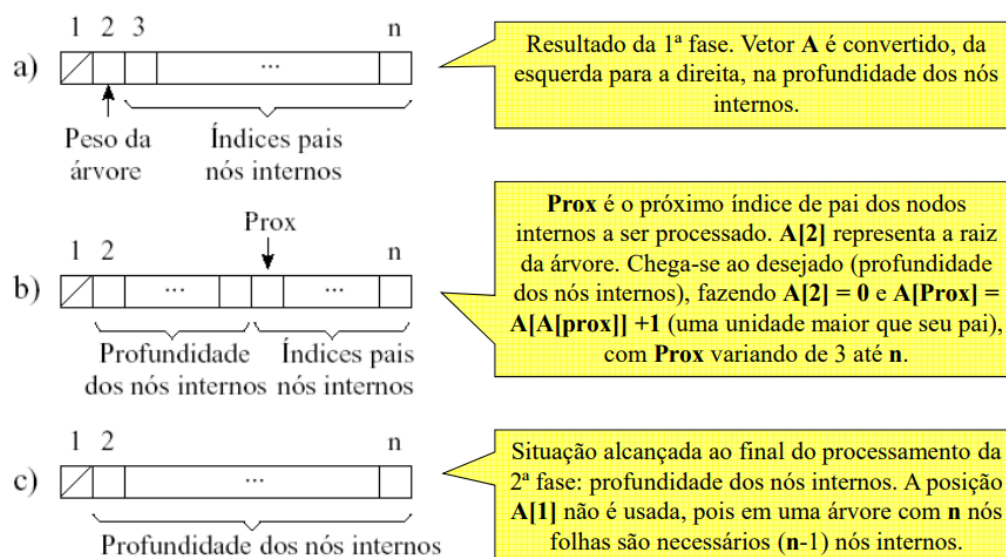 1 2 3 n
a)
...
Peso da
árvore
Índices pais
nós internos
Resultado da 1ª fase. Vetor A é convertido, da
esquerda para a direita, na profundidade dos nós
internos.
Prox
1 2 n
b)
... ...
Profundidade
dos nós internos
Índices pais
nós internos
Prox é o próximo índice de pai dos nodos
internos a ser processado. A[2] representa a raiz
da árvore. Chega-se ao desejado (profundidade
dos nós internos), fazendo A[2] = 0 e A[Prox] =
A[A[prox]] +1 (uma unidade maior que seu pai),
com Prox variando de 3 até n.
1 2 n
c)
...
Profundidade dos nós internos
Situação alcançada ao final do processamento da
2ª fase: profundidade dos nós internos. A posição
A[1] não é usada, pois em uma árvore com n nós
folhas são necessários (n-1) nós internos.